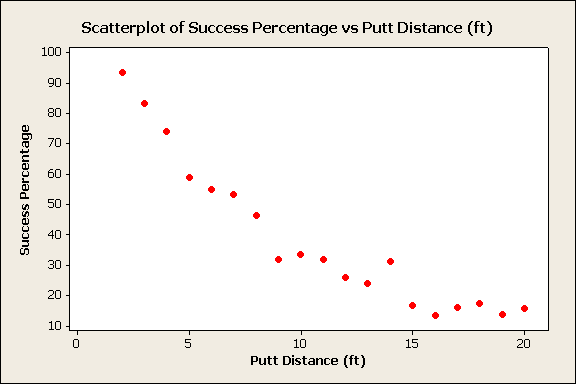 Scatterplot of Success Percentage vs Putt Distance (ft)
100
90
80
70
60
50
40
30
20
10
Success Percentage
0 5 10 15 20
Putt Distance (ft)